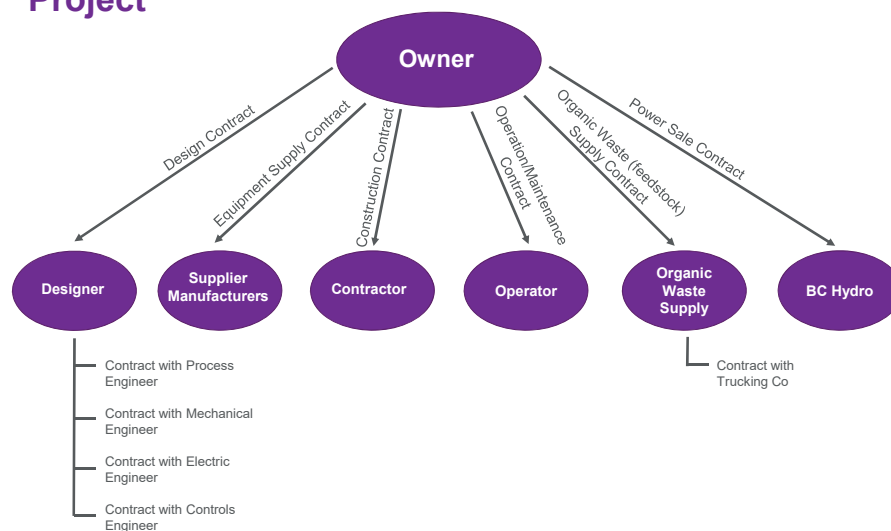 Project
Owner
Design Contract
Equipment Supply Contract
Construction Contract
Operation/Maintenance
Contract
Organic Waste (feedstock)
Supply Contract
Power Sale Contract
Designer
Supplier
Manufacturers
Contractor
Operator
Organic
Waste
Supply
BC Hydro
Contract with Process
Engineer
Contract with Mechanical
Engineer
Contract with Electric
Engineer
Contract with Controls
Engineer
Contract with
Trucking Co